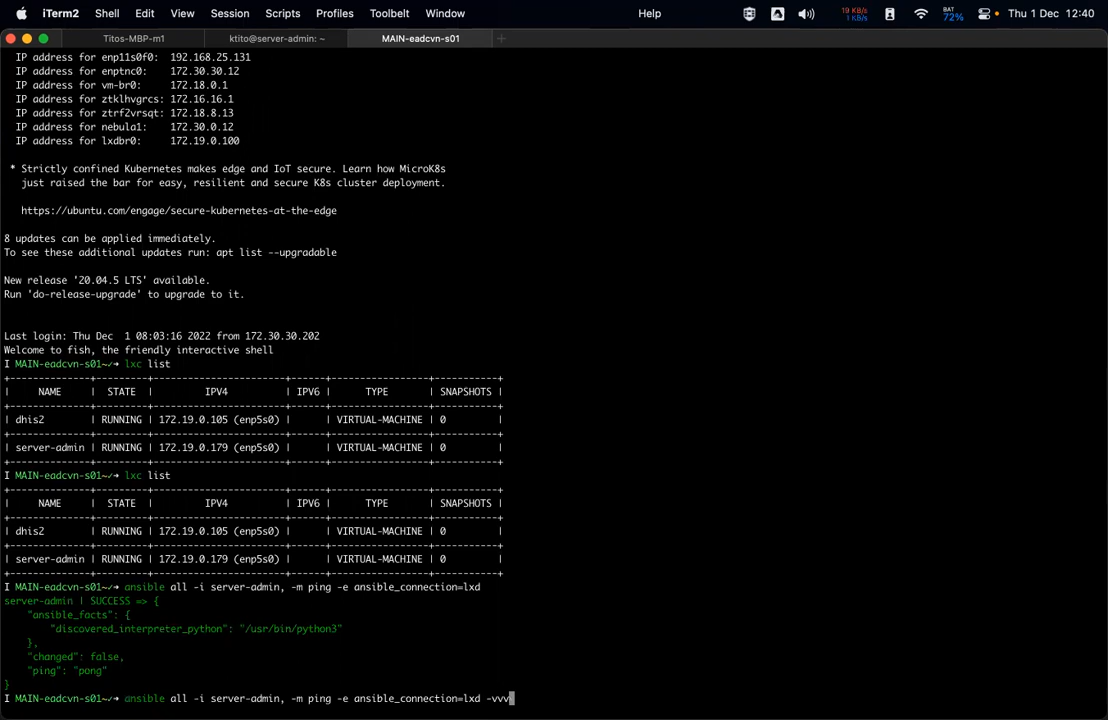 iTerm2 Shell Edit View Session Scripts Profiles Toolbelt Window Help 19 KB/s 1 KB/s BAT 72% Thu 1 Dec 12:40
Titos-MBP-m1 ktito@server-admin: ~ MAIN-eadcvn-s01 +
IP address for enp11s0f0: 192.168.25.131
IP address for enptnc0: 172.30.30.12
IP address for vm-br0: 172.18.0.1
IP address for ztklhvgrcs: 172.16.16.1
IP address for ztrf2vrsqt: 172.18.8.13
IP address for nebula1: 172.30.0.12
IP address for lxdbr0: 172.19.0.100
* Strictly confined Kubernetes makes edge and IoT secure. Learn how MicroK8s
just raised the bar for easy, resilient and secure K8s cluster deployment.
https://ubuntu.com/engage/secure-kubernetes-at-the-edge
8 updates can be applied immediately.
To see these additional updates run: apt list --upgradable
New release '20.04.5 LTS' available.
Run 'do-release-upgrade' to upgrade to it.
Last login: Thu Dec  1 08:03:16 2022 from 172.30.30.202
Welcome to fish, the friendly interactive shell
I MAIN-eadcvn-s01~✓➜ lxc list
+--------------+---------+-----------------------+------+-----------------+-----------+
| NAME | STATE | IPV4 | IPV6 | TYPE | SNAPSHOTS |
+--------------+---------+-----------------------+------+-----------------+-----------+
| dhis2 | RUNNING | 172.19.0.105 (enp5s0) | | VIRTUAL-MACHINE | 0 |
+--------------+---------+-----------------------+------+-----------------+-----------+
| server-admin | RUNNING | 172.19.0.179 (enp5s0) | | VIRTUAL-MACHINE | 0 |
+--------------+---------+-----------------------+------+-----------------+-----------+
I MAIN-eadcvn-s01~✓➜ lxc list
+--------------+---------+-----------------------+------+-----------------+-----------+
| NAME | STATE | IPV4 | IPV6 | TYPE | SNAPSHOTS |
+--------------+---------+-----------------------+------+-----------------+-----------+
| dhis2 | RUNNING | 172.19.0.105 (enp5s0) | | VIRTUAL-MACHINE | 0 |
+--------------+---------+-----------------------+------+-----------------+-----------+
| server-admin | RUNNING | 172.19.0.179 (enp5s0) | | VIRTUAL-MACHINE | 0 |
+--------------+---------+-----------------------+------+-----------------+-----------+
I MAIN-eadcvn-s01~✓➜ ansible all -i server-admin, -m ping -e ansible_connection=lxd
server-admin | SUCCESS => {
"ansible_facts": {
"discovered_interpreter_python": "/usr/bin/python3"
},
"changed": false,
"ping": "pong"
}
I MAIN-eadcvn-s01~✓➜ ansible all -i server-admin, -m ping -e ansible_connection=lxd -vvv